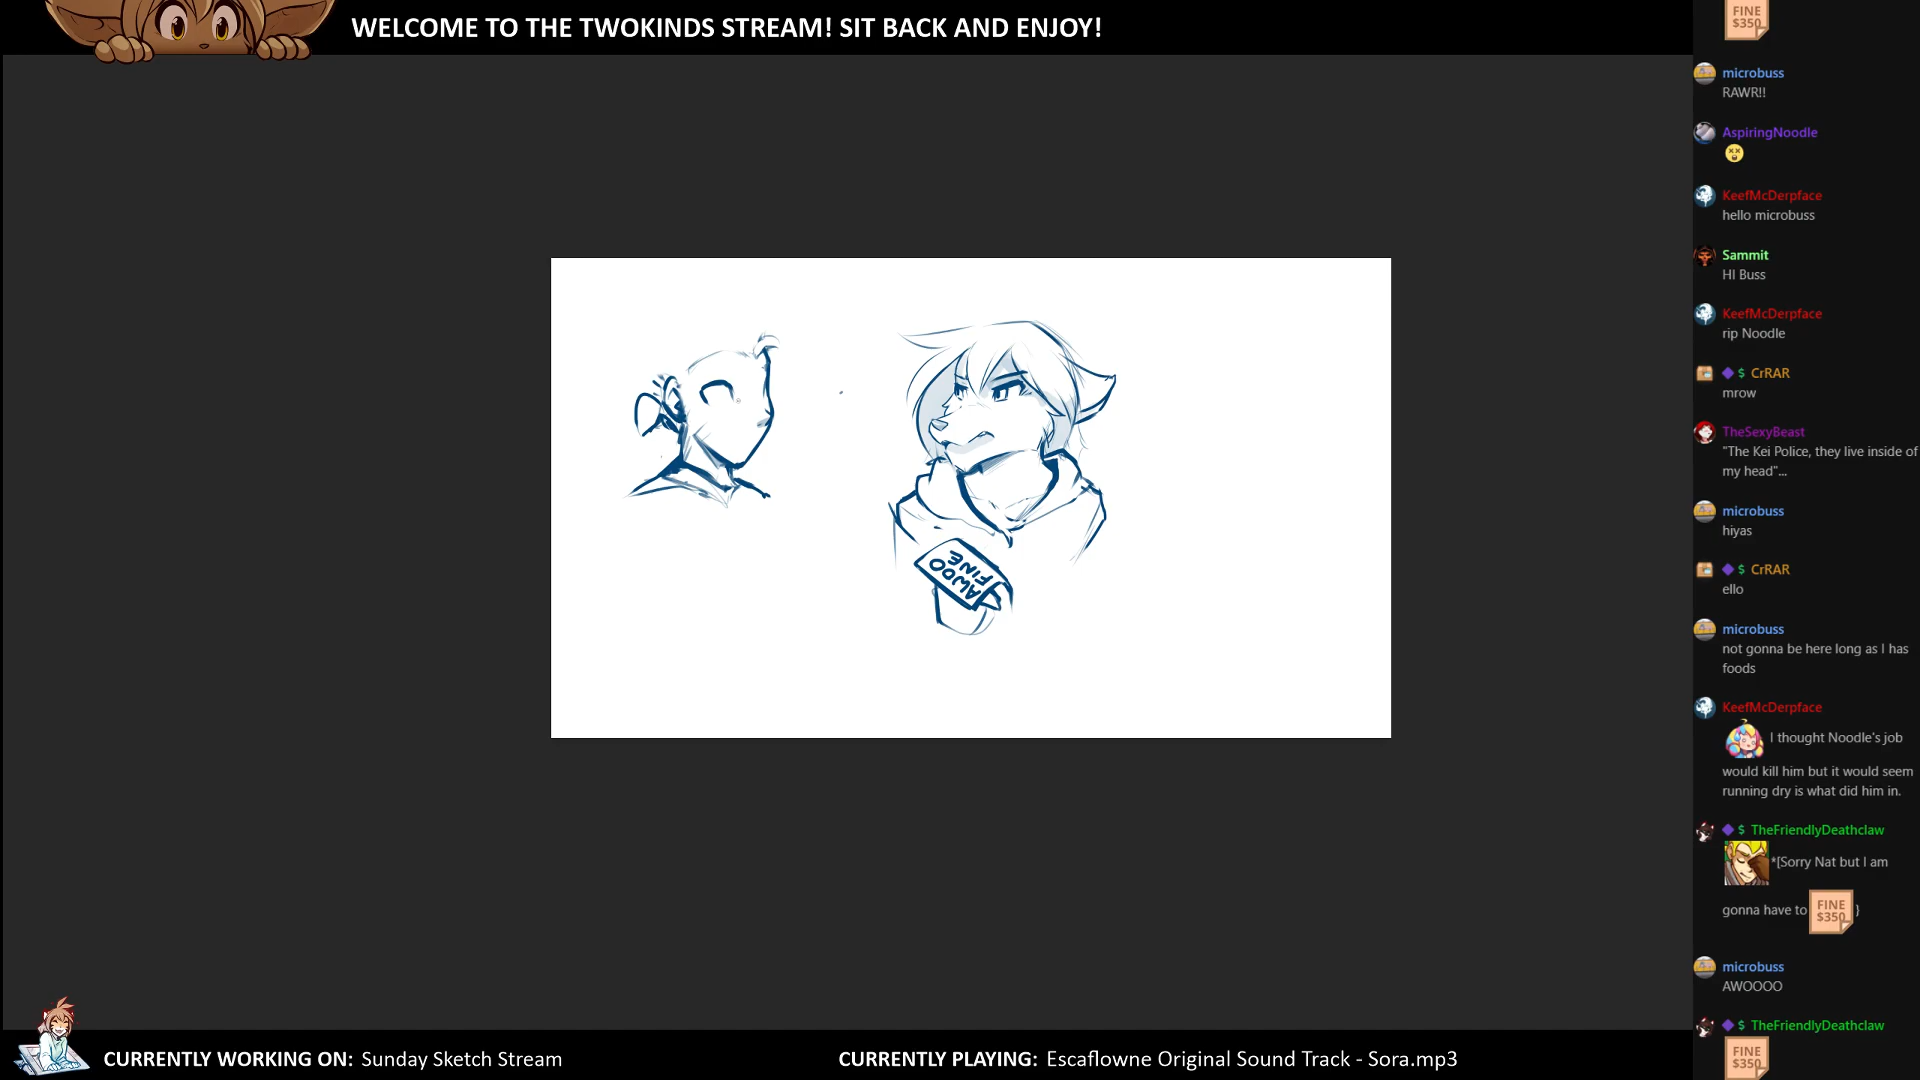 WELCOME TO THE TWOKINDS STREAM! SIT BACK AND ENJOY!
AWOO
FINE
FINE
$350
microbuss
RAWR!!
AspiringNoodle
KeefMcDerpface
hello microbuss
Sammit
HI Buss
KeefMcDerpface
rip Noodle
$ CrRAR
mrow
TheSexyBeast
"The Kei Police, they live inside of
my head"...
microbuss
hiyas
$ CrRAR
ello
microbuss
not gonna be here long as I has
foods
KeefMcDerpface
I thought Noodle's job
would kill him but it would seem
running dry is what did him in.
$ TheFriendlyDeathclaw
*[Sorry Nat but I am
gonna have to FINE $350 }
microbuss
AWOOOO
$ TheFriendlyDeathclaw
FINE
$350
CURRENTLY WORKING ON: Sunday Sketch Stream
CURRENTLY PLAYING: Escaflowne Original Sound Track - Sora.mp3